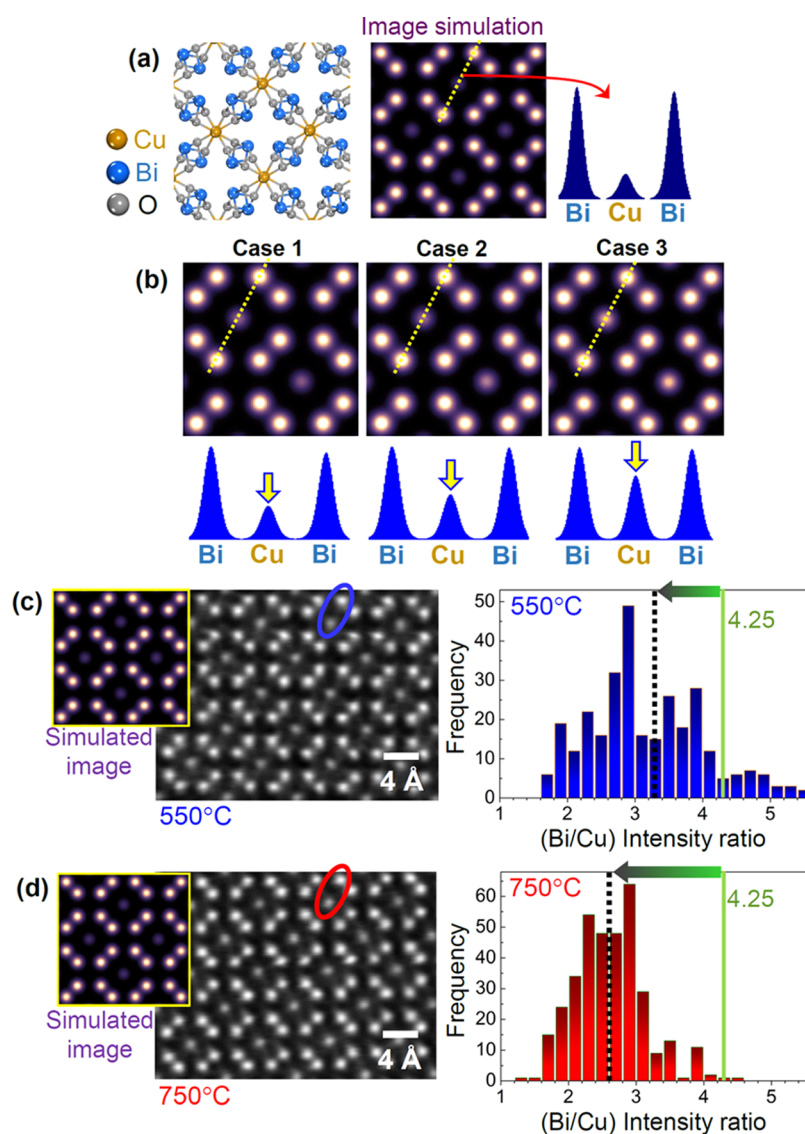 Image simulation
(a)
Cu
Bi
O
Bi Cu Bi
Case 1 Case 2 Case 3
(b)
Bi Cu Bi Bi Cu Bi Bi Cu Bi
(c)
Simulated
image
4 Å
550°C
550°C
4.25
Frequency
50
40
30
20
10
0
1 2 3 4 5
(Bi/Cu) Intensity ratio
(d)
Simulated
image
4 Å
750°C
750°C
4.25
Frequency
60
50
40
30
20
10
0
1 2 3 4 5
(Bi/Cu) Intensity ratio